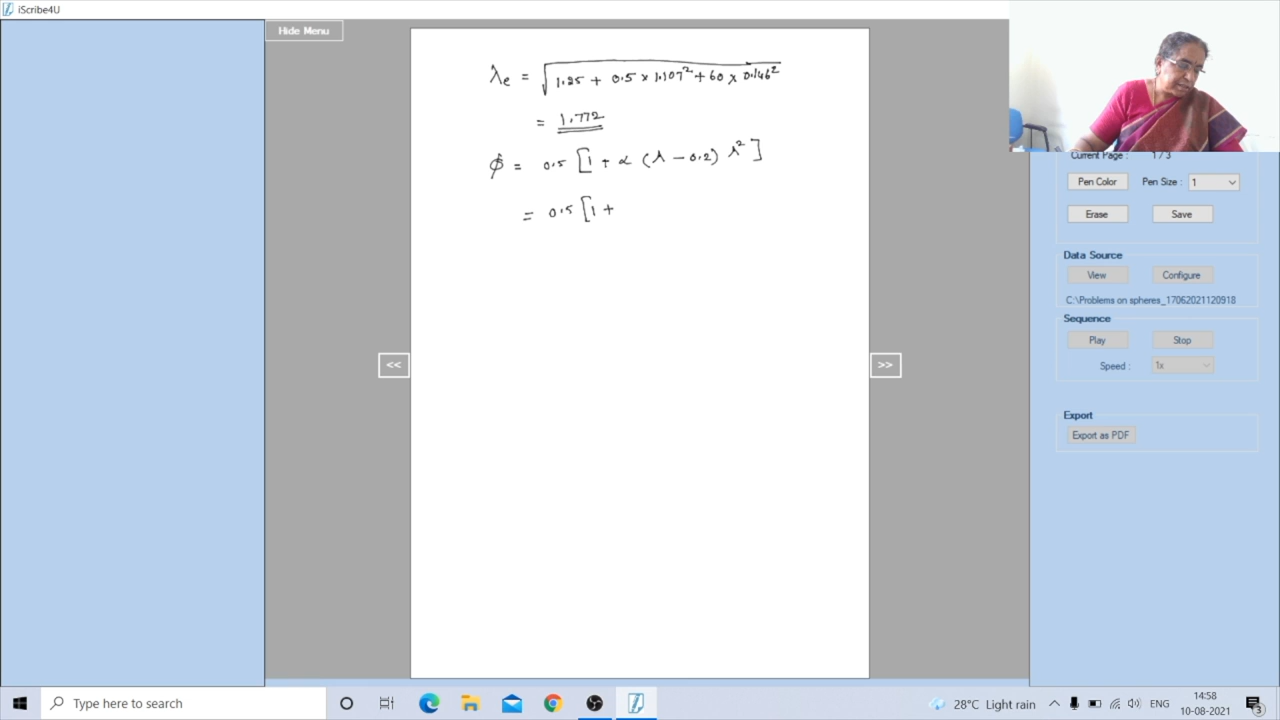 iScribe4U
Hide Menu
λe = √1.25 + 0.5 × 1.107² + 60 × 0.146²
= 1.772
ϕ = 0.5 [1 + α (λ − 0.2) λ²]
= 0.5 [1 +
Current Page : 1 / 3
Pen Color Pen Size : 1
Erase Save
Data Source
View Configure
C:\Problems on spheres_17062021120918
Sequence
Play Stop
Speed : 1x
<< >>
Export
Export as PDF
Type here to search
28°C Light rain ENG 14:58
10-08-2021 3